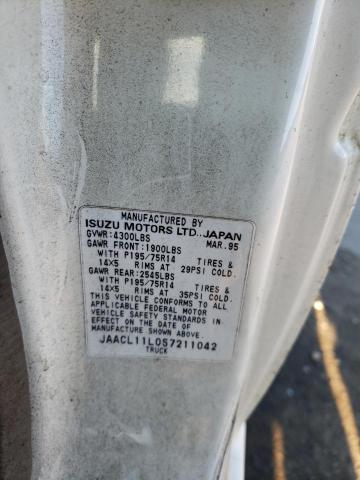 MANUFACTURED BY
ISUZU MOTORS LTD., JAPAN
GVWR:4300LBS MAR.95
GAWR FRONT:1900LBS
WITH P195/75R14 TIRES &
14X5 RIMS AT 29PSI COLD.
GAWR REAR:2545LBS
WITH P195/75R14 TIRES &
14X5 RIMS AT 35PSI COLD.
THIS VEHICLE CONFORMS TO ALL
APPLICABLE FEDERAL MOTOR
VEHICLE SAFETY STANDARDS IN
EFFECT ON THE DATE OF
MANUFACTURE SHOWN ABOVE.
JAACL11L0S7211042
TRUCK